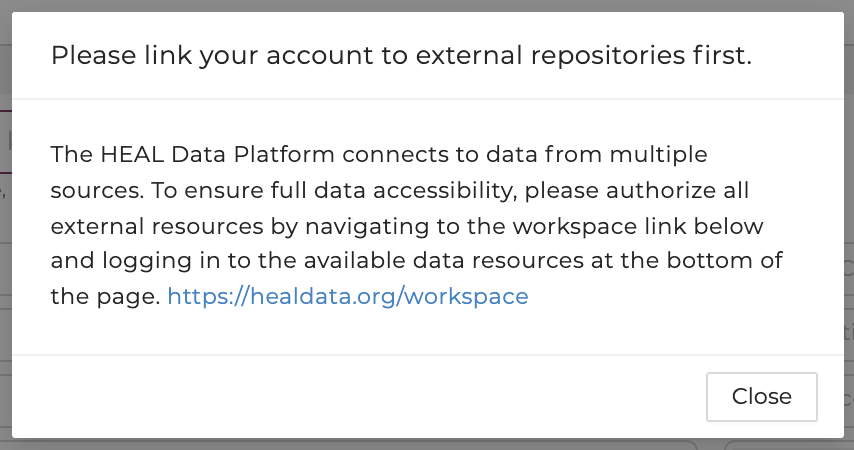 Please link your account to external repositories first.
The HEAL Data Platform connects to data from multiple
sources. To ensure full data accessibility, please authorize all
external resources by navigating to the workspace link below
and logging in to the available data resources at the bottom of
the page. https://healdata.org/workspace
Close